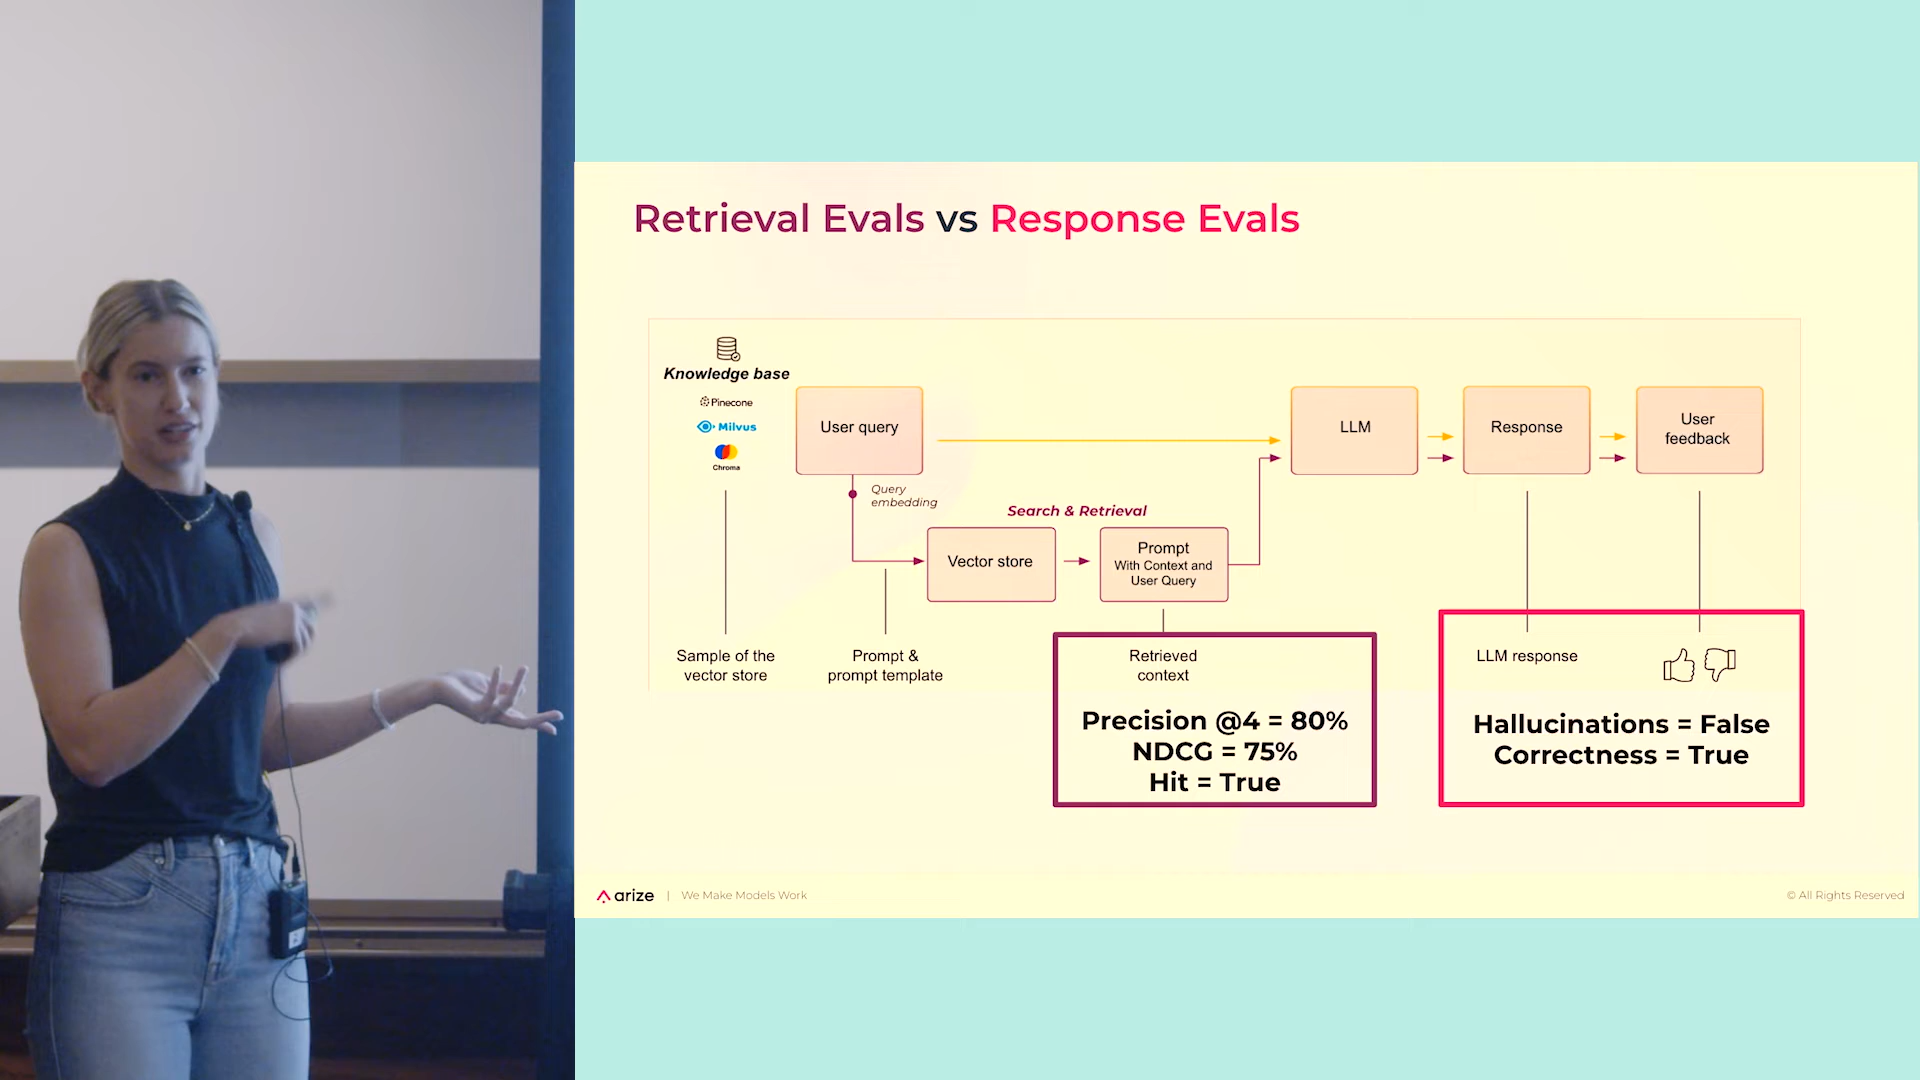 Retrieval Evals vs Response Evals
Knowledge base
Pinecone
Milvus
Chroma
User query
LLM
Response
User
feedback
Query
embedding
Search & Retrieval
Vector store
Prompt
With Context and
User Query
Sample of the
vector store
Prompt &
prompt template
Retrieved
context
LLM response
Precision @4 = 80%
NDCG = 75%
Hit = True
Hallucinations = False
Correctness = True
arize | We Make Models Work
© All Rights Reserved